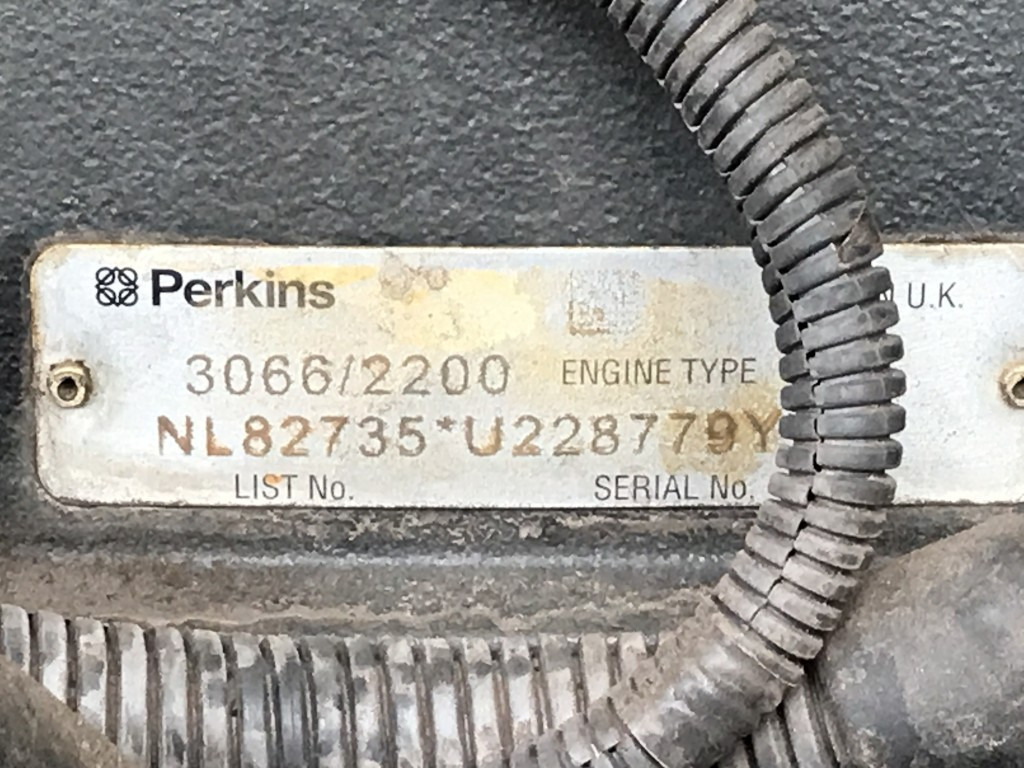 Perkins U.K.
3066/2200 ENGINE TYPE
NL82735*U228779Y
LIST No. SERIAL No.